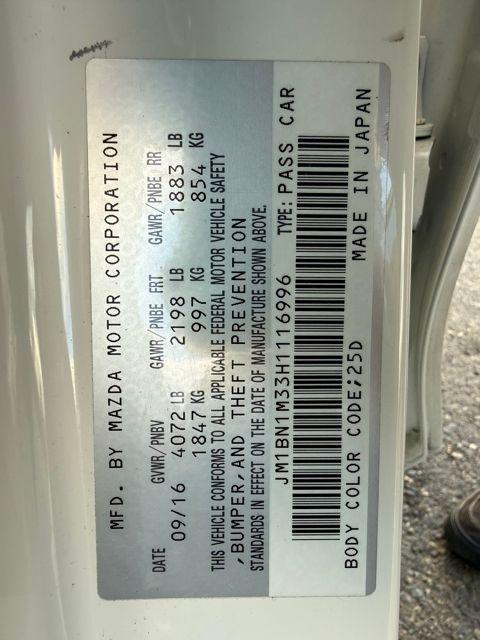 MFD. BY MAZDA MOTOR CORPORATION
DATE GVWR/PNBV GAWR/PNBE FRT GAWR/PNBE RR
09/16 4072 LB 2198 LB 1883 LB
1847 KG 997 KG 854 KG
THIS VEHICLE CONFORMS TO ALL APPLICABLE FEDERAL MOTOR VEHICLE SAFETY
, BUMPER, AND THEFT PREVENTION
STANDARDS IN EFFECT ON THE DATE OF MANUFACTURE SHOWN ABOVE.
JM1BN1M33H1116996 TYPE: PASS CAR
BODY COLOR CODE;25D MADE IN JAPAN